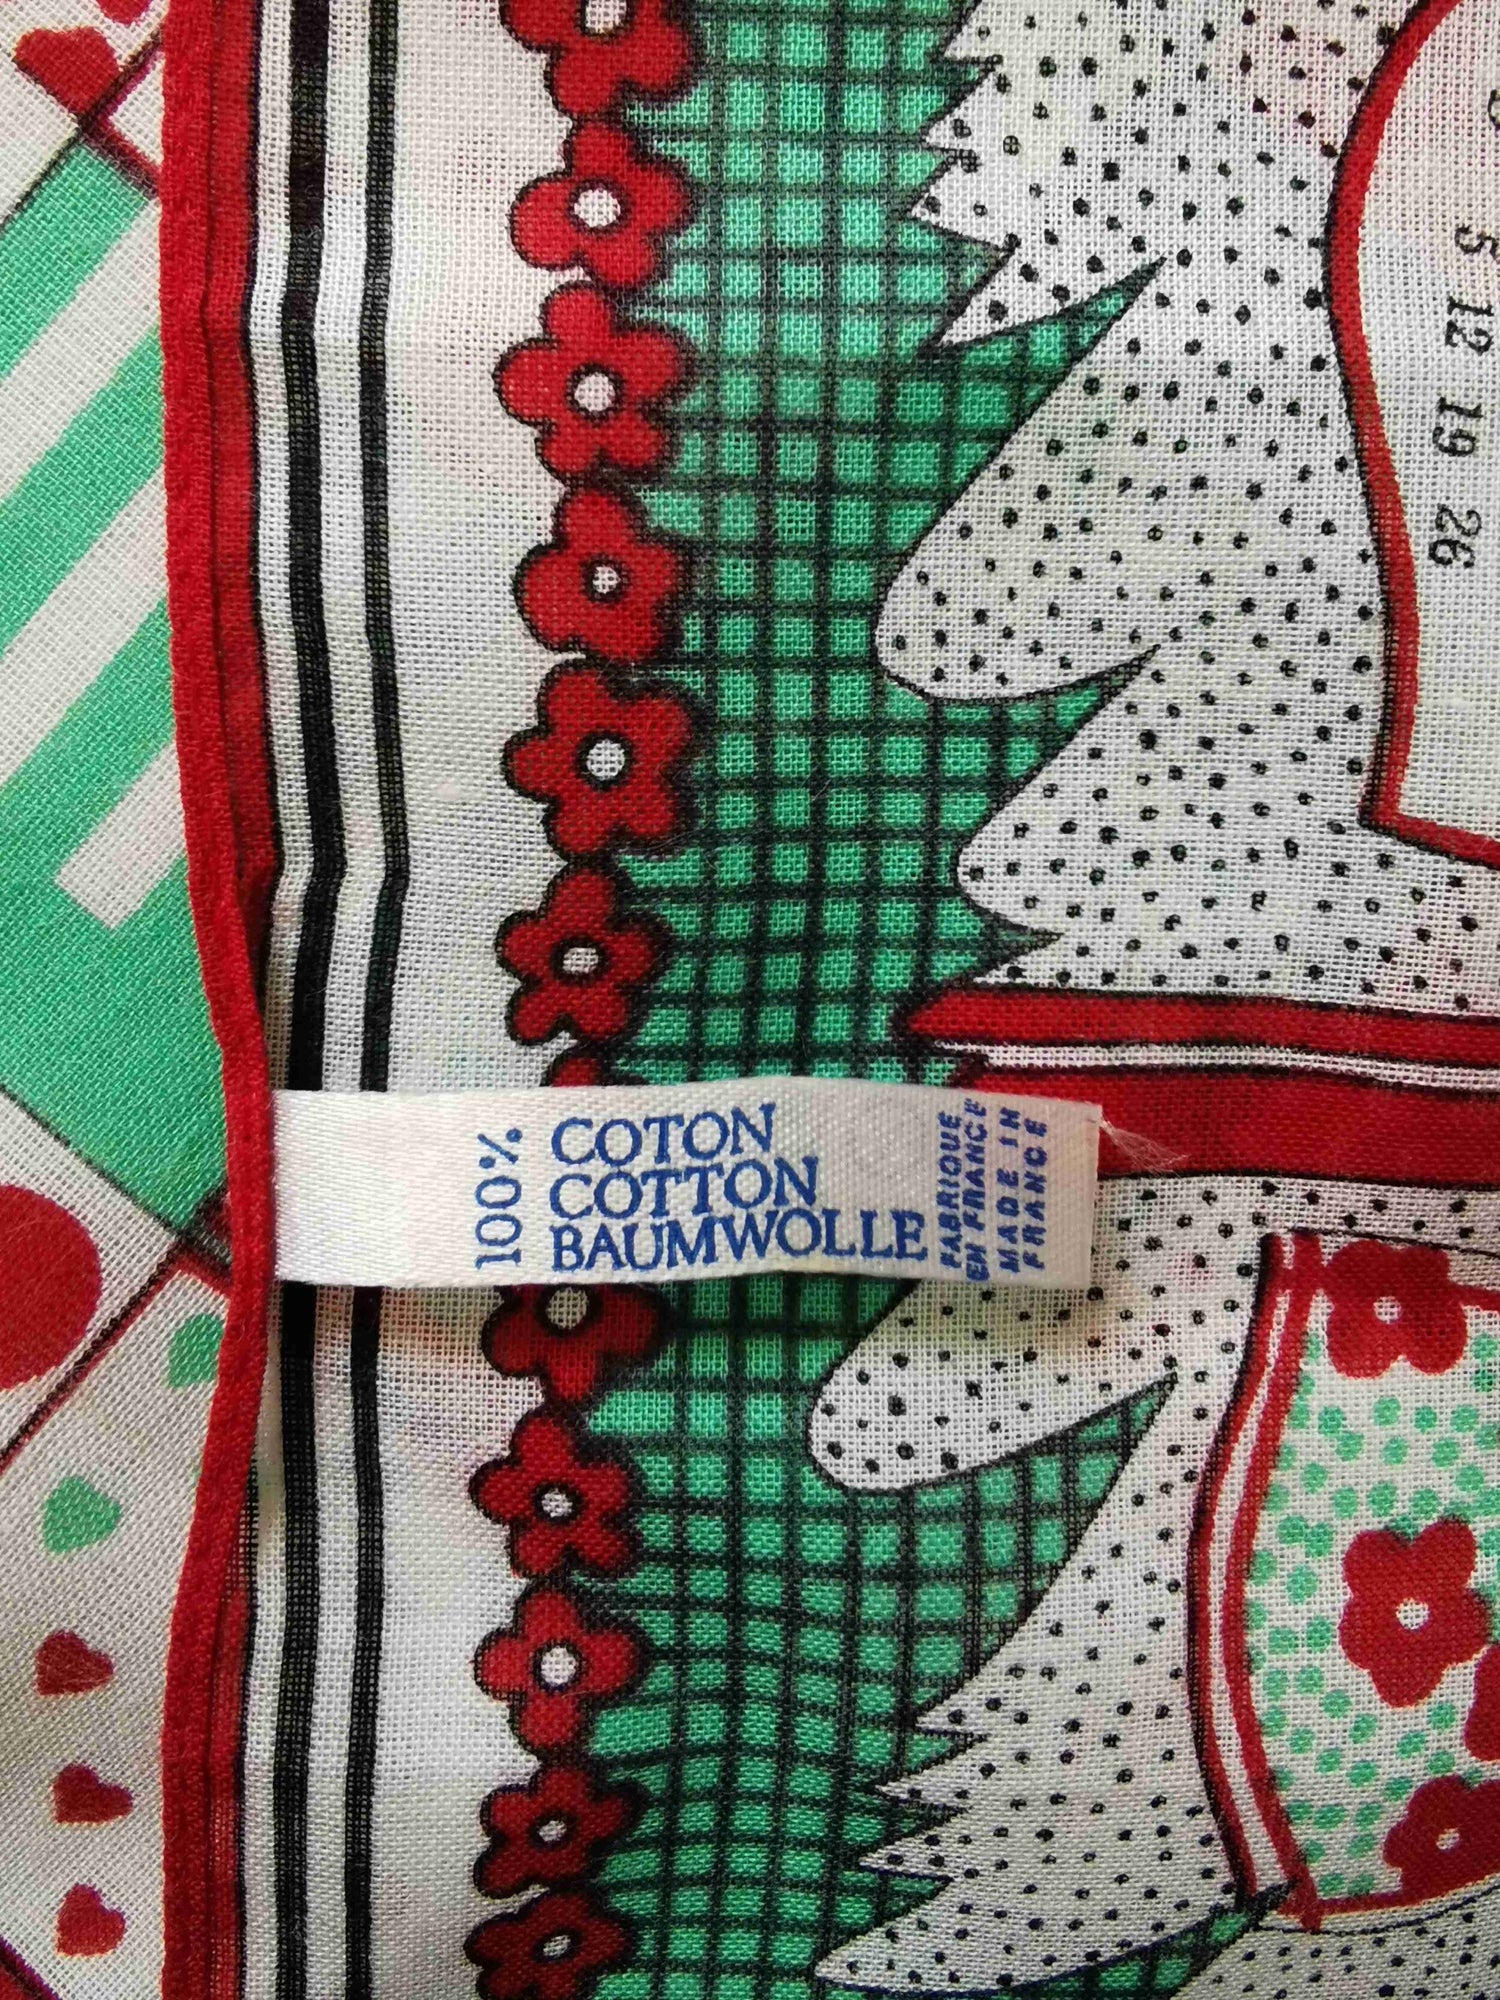 100%
COTON
COTTON
BAUMWOLLE
FABRIQUE
EN FRANCE
MADE IN
FRANCE
5 12 19 26